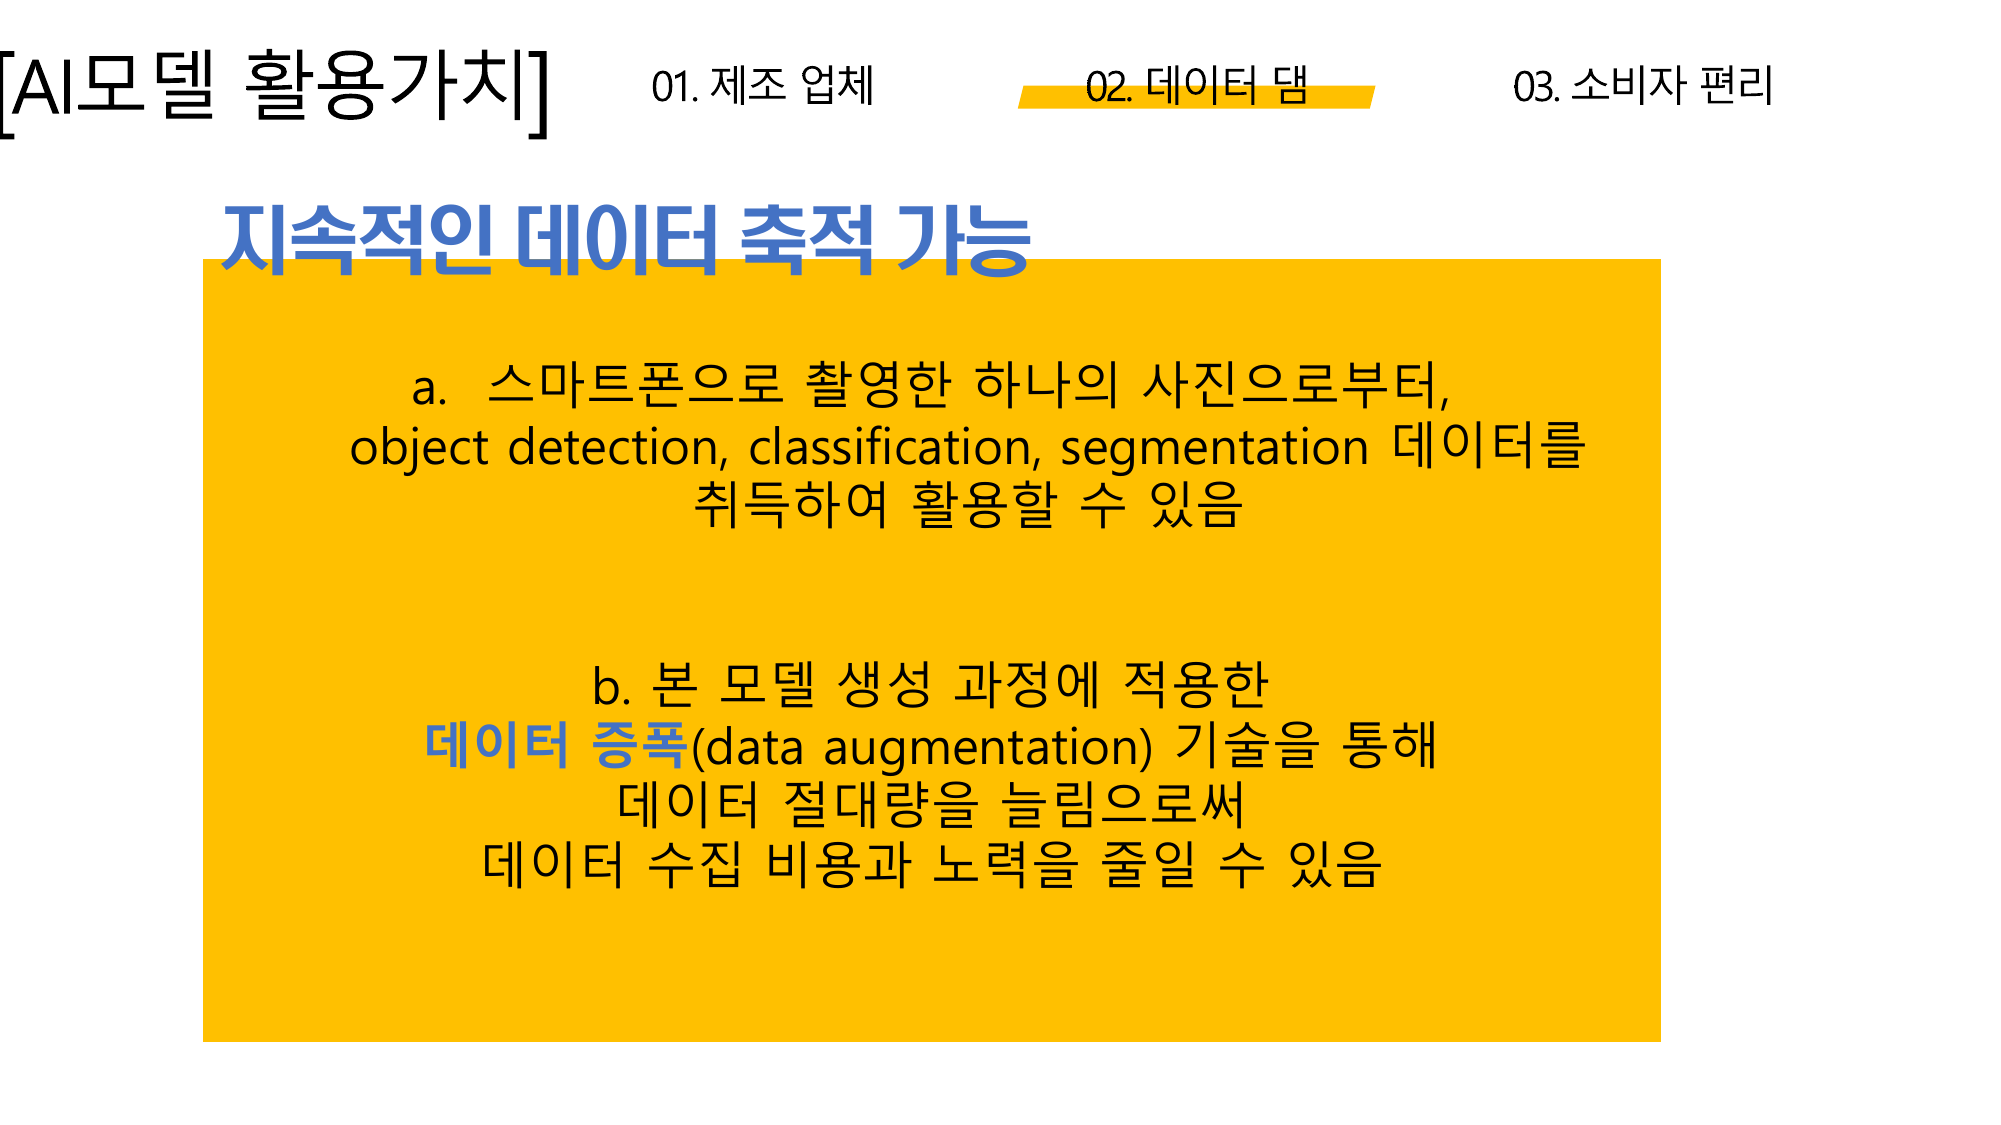 [AI모델 활용가치]
01. 제조 업체
02. 데이터 댐
03. 소비자 편리
지속적인 데이터 축적 가능
a. 스마트폰으로 촬영한 하나의 사진으로부터,
object detection, classification, segmentation 데이터를
취득하여 활용할 수 있음
b. 본 모델 생성 과정에 적용한
데이터 증폭(data augmentation) 기술을 통해
데이터 절대량을 늘림으로써
데이터 수집 비용과 노력을 줄일 수 있음